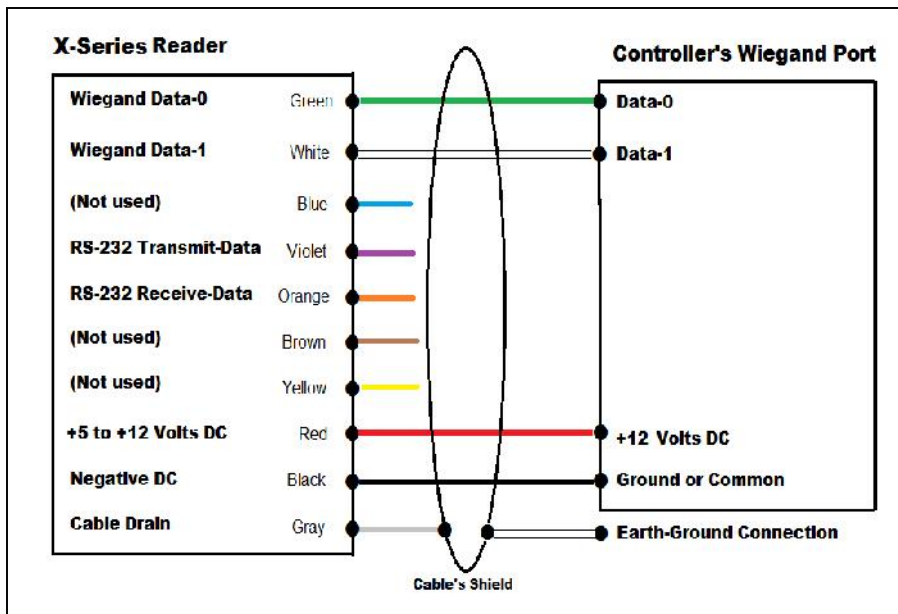 X-Series Reader
Controller's Wiegand Port
Wiegand Data-0 Green Data-0
Wiegand Data-1 White Data-1
(Not used) Blue
RS-232 Transmit-Data Violet
RS-232 Receive-Data Orange
(Not used) Brown
(Not used) Yellow
+5 to +12 Volts DC Red +12 Volts DC
Negative DC Black Ground or Common
Cable Drain Gray Earth-Ground Connection
Cable's Shield